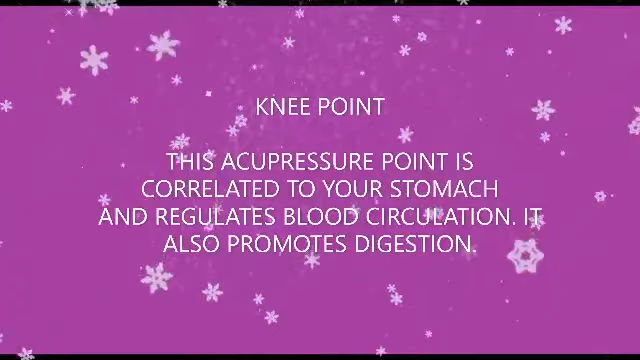 KNEE POINT
THIS ACUPRESSURE POINT IS
CORRELATED TO YOUR STOMACH
AND REGULATES BLOOD CIRCULATION. IT
ALSO PROMOTES DIGESTION.